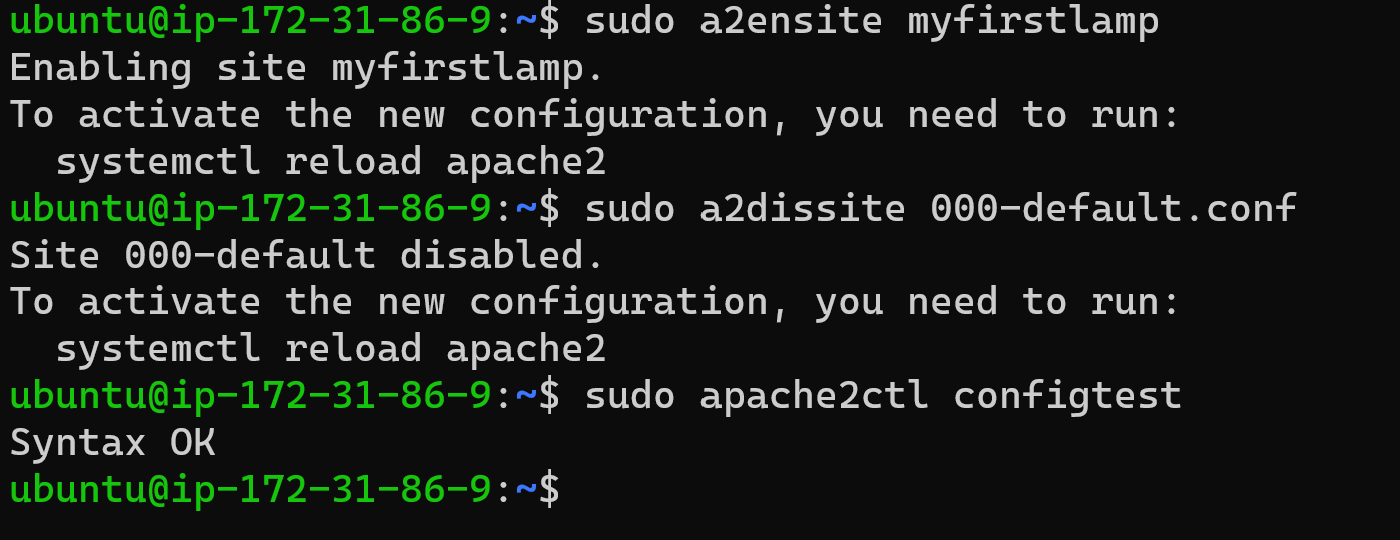 ubuntu@ip-172-31-86-9:~$ sudo a2ensite myfirstlamp
Enabling site myfirstlamp.
To activate the new configuration, you need to run:
  systemctl reload apache2
ubuntu@ip-172-31-86-9:~$ sudo a2dissite 000-default.conf
Site 000-default disabled.
To activate the new configuration, you need to run:
  systemctl reload apache2
ubuntu@ip-172-31-86-9:~$ sudo apache2ctl configtest
Syntax OK
ubuntu@ip-172-31-86-9:~$